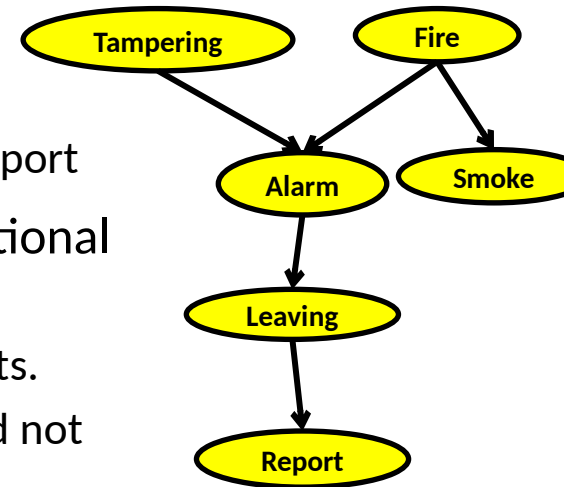 Tampering
Fire
port
Alarm
Smoke
tional
Leaving
ts.
d not
Report